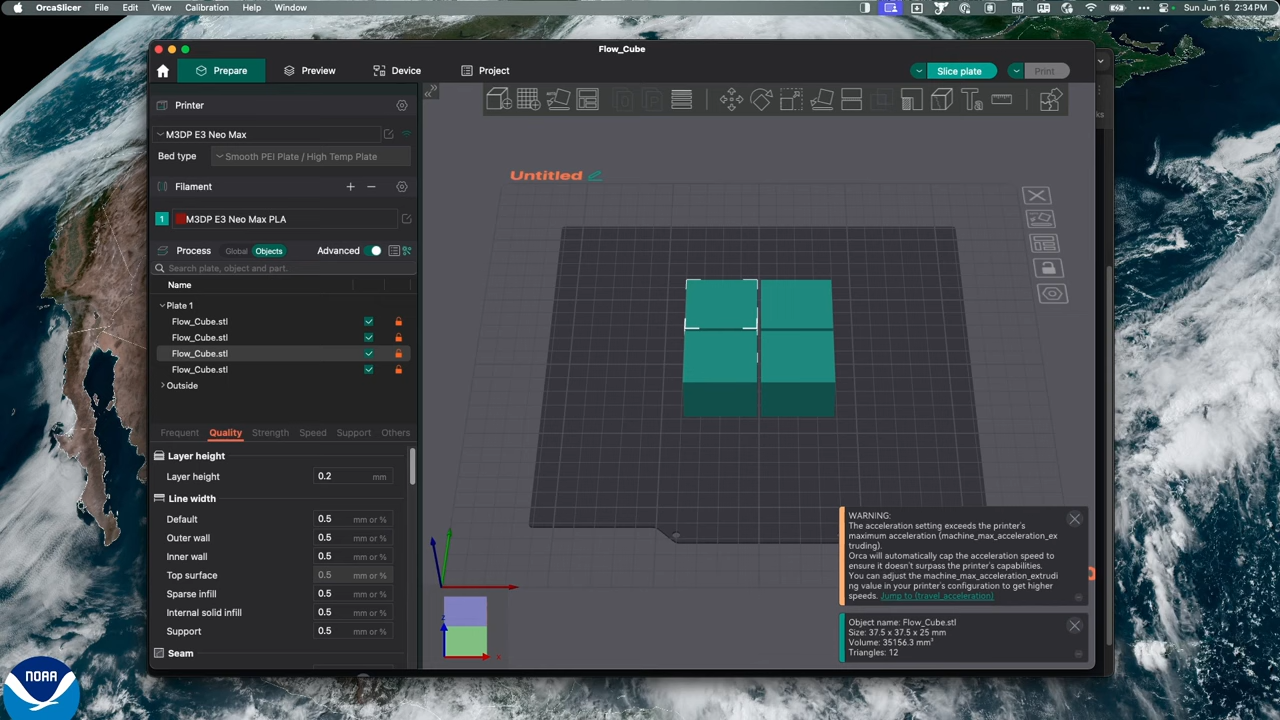 OrcaSlicer File Edit View Calibration Help Window
Sun Jun 16 2:34 PM
Flow_Cube
Prepare Preview Device Project Slice plate Print
Printer
M3DP E3 Neo Max
Bed type Smooth PEI Plate / High Temp Plate
Filament
1 M3DP E3 Neo Max PLA
Process Global Objects Advanced
Search plate, object and part.
Name
Plate 1
Flow_Cube.stl
Flow_Cube.stl
Flow_Cube.stl
Flow_Cube.stl
Outside
Frequent Quality Strength Speed Support Others
Layer height
Layer height 0.2 mm
Line width
Default 0.5 mm or %
Outer wall 0.5 mm or %
Inner wall 0.5 mm or %
Top surface 0.5 mm or %
Sparse infill 0.5 mm or %
Internal solid infill 0.5 mm or %
Support 0.5 mm or %
Seam
Untitled
z
x
WARNING:
The acceleration setting exceeds the printer's
maximum acceleration (machine_max_acceleration_ex
truding).
Orca will automatically cap the acceleration speed to
ensure it doesn't surpass the printer's capabilities.
You can adjust the machine_max_acceleration_extrudi
ng value in your printer's configuration to get higher
speeds. Jump to (travel_acceleration)
Object name: Flow_Cube.stl
Size: 37.5 x 37.5 x 25 mm
Volume: 35156.3 mm³
Triangles: 12
NOAA